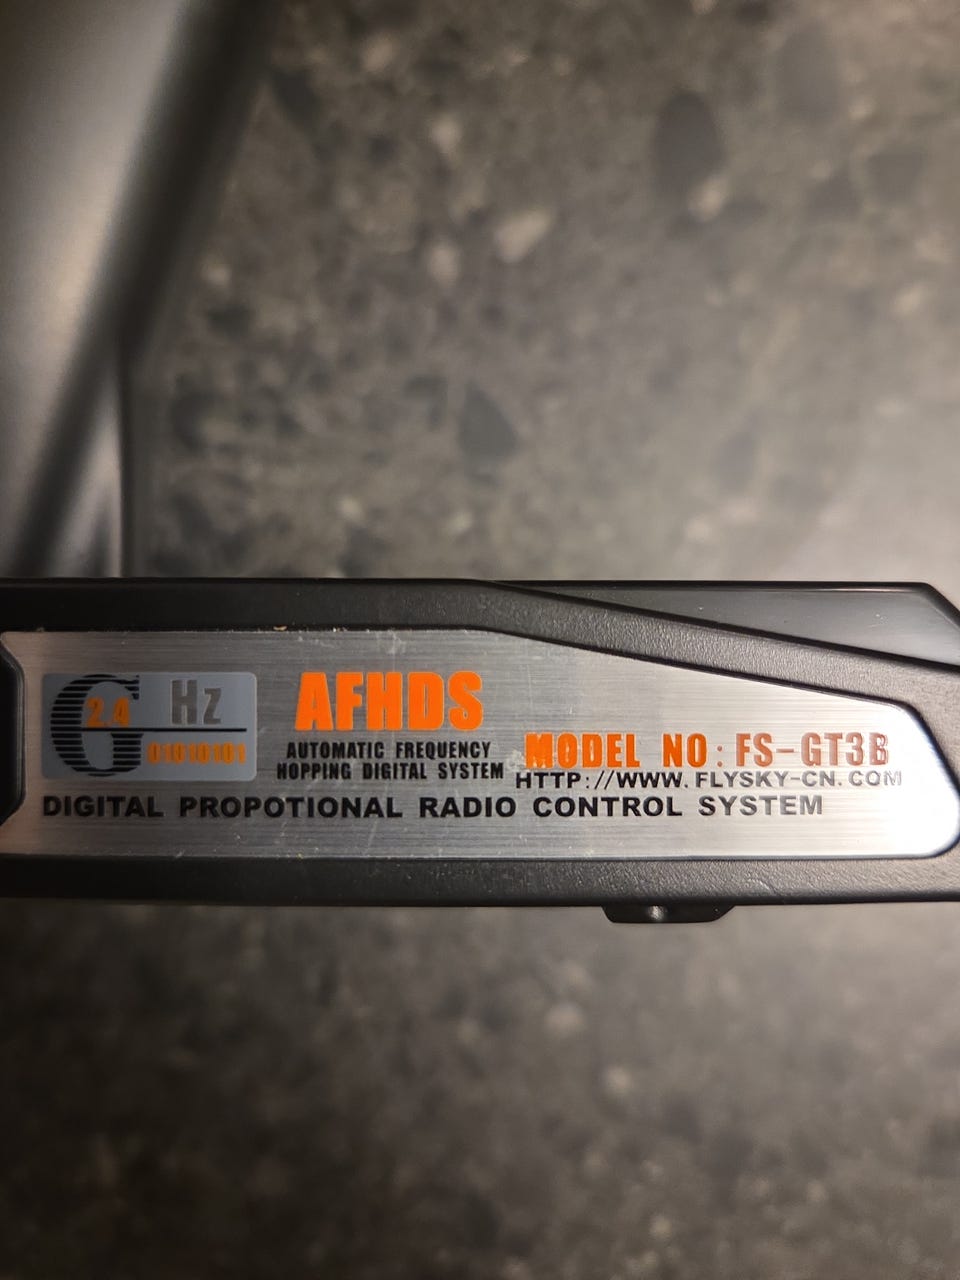 2.4 G Hz
01010101
AFHDS
AUTOMATIC FREQUENCY
HOPPING DIGITAL SYSTEM
MODEL NO: FS-GT3B
HTTP://WWW.FLYSKY-CN.COM
DIGITAL PROPOTIONAL RADIO CONTROL SYSTEM